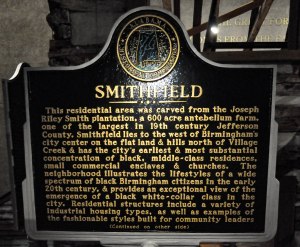 SMITHFIELD
This residential area was carved from the Joseph
Riley Smith plantation, a 600 acre antebellum farm,
one of the largest in 19th century Jefferson
County. Smithfield lies to the west of Birmingham's
city center on the flat land & hills north of Village
Creek & has the city's earliest & most substantial
concentration of black, middle-class residences,
small commercial enclaves & churches. The
neighborhood illustrates the lifestyles of a wide
spectrum of black Birmingham citizens in the early
20th century, & provides an exceptional view of the
emergence of a black white-collar class in the
city. Residential structures include a variety of
industrial housing types, as well as examples of
the fashionable styles built for community leaders
(Continued on other side)